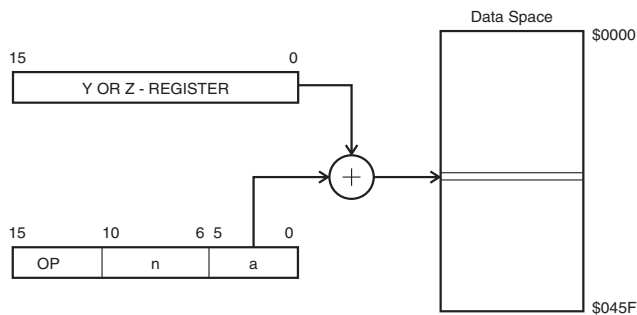 Data Space
$0000
15 0
Y OR Z - REGISTER
+
15 10 6 5 0
OP n a
$045F